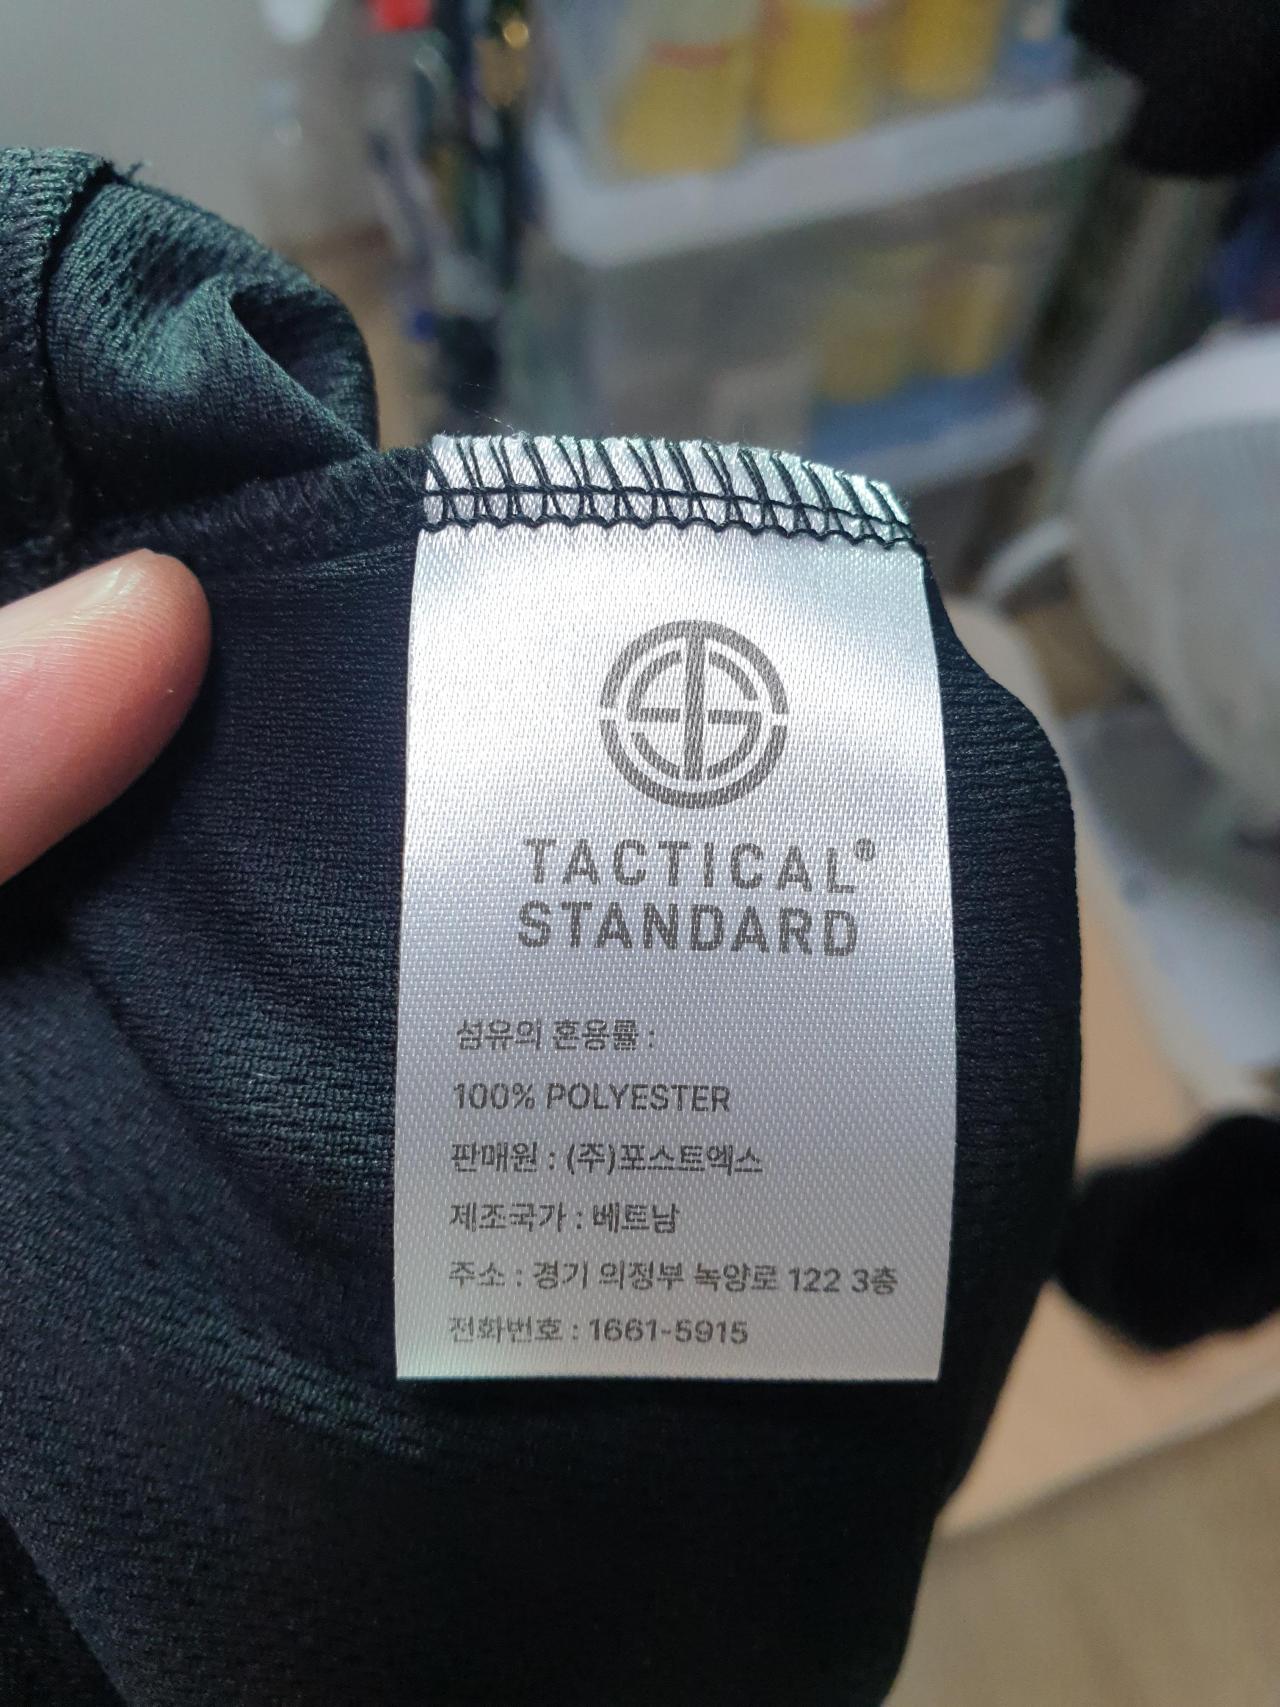 TACTICAL®
STANDARD
섬유의 혼용률 :
100% POLYESTER
판매원 : (주)포스트엑스
제조국가 : 베트남
주소 : 경기 의정부 녹양로 122 3층
전화번호 : 1661-5915